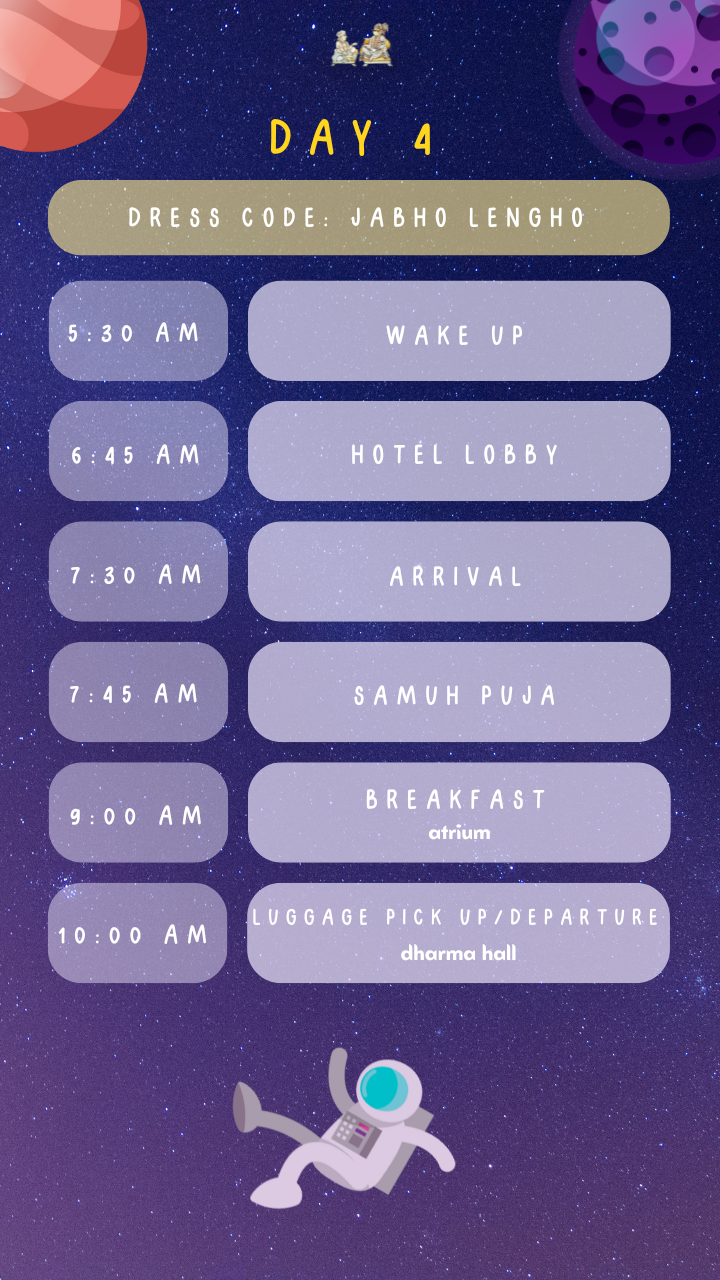 DAY 4
DRESS CODE: JABHO LENGHO
5:30 AM
WAKE UP
6:45 AM
HOTEL LOBBY
7:30 AM
ARRIVAL
7:45 AM
SAMUH PUJA
9:00 AM
BREAKFAST
atrium
10:00 AM
LUGGAGE PICK UP/DEPARTURE
dharma hall